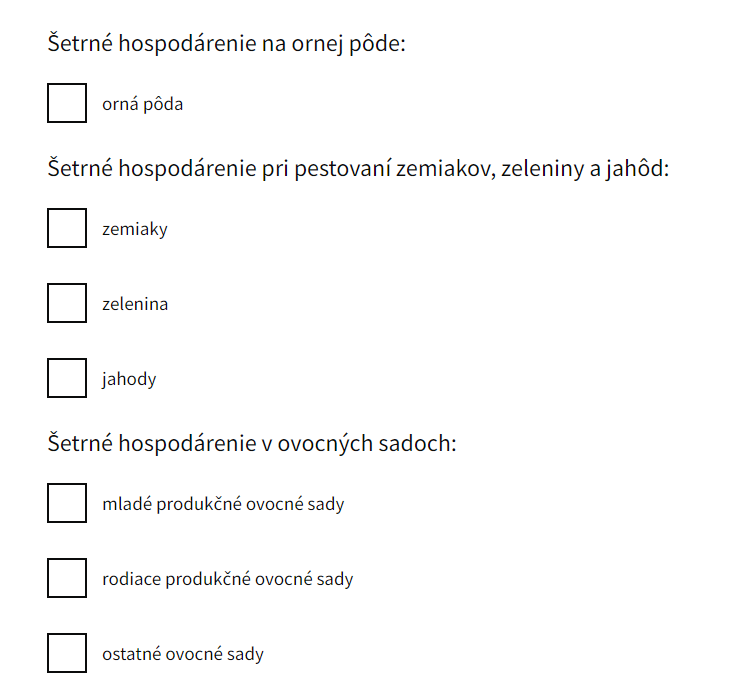 Šetrné hospodárenie na ornej pôde:
orná pôda
Šetrné hospodárenie pri pestovaní zemiakov, zeleniny a jahôd:
zemiaky
zelenina
jahody
Šetrné hospodárenie v ovocných sadoch:
mladé produkčné ovocné sady
rodiace produkčné ovocné sady
ostatné ovocné sady